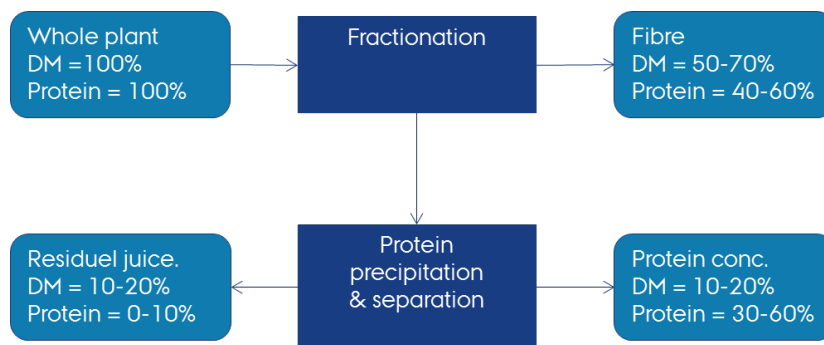 Whole plant
DM =100%
Protein = 100%
Fractionation
Fibre
DM = 50-70%
Protein = 40-60%
Residuel juice.
DM = 10-20%
Protein = 0-10%
Protein
precipitation
& separation
Protein conc.
DM = 10-20%
Protein = 30-60%